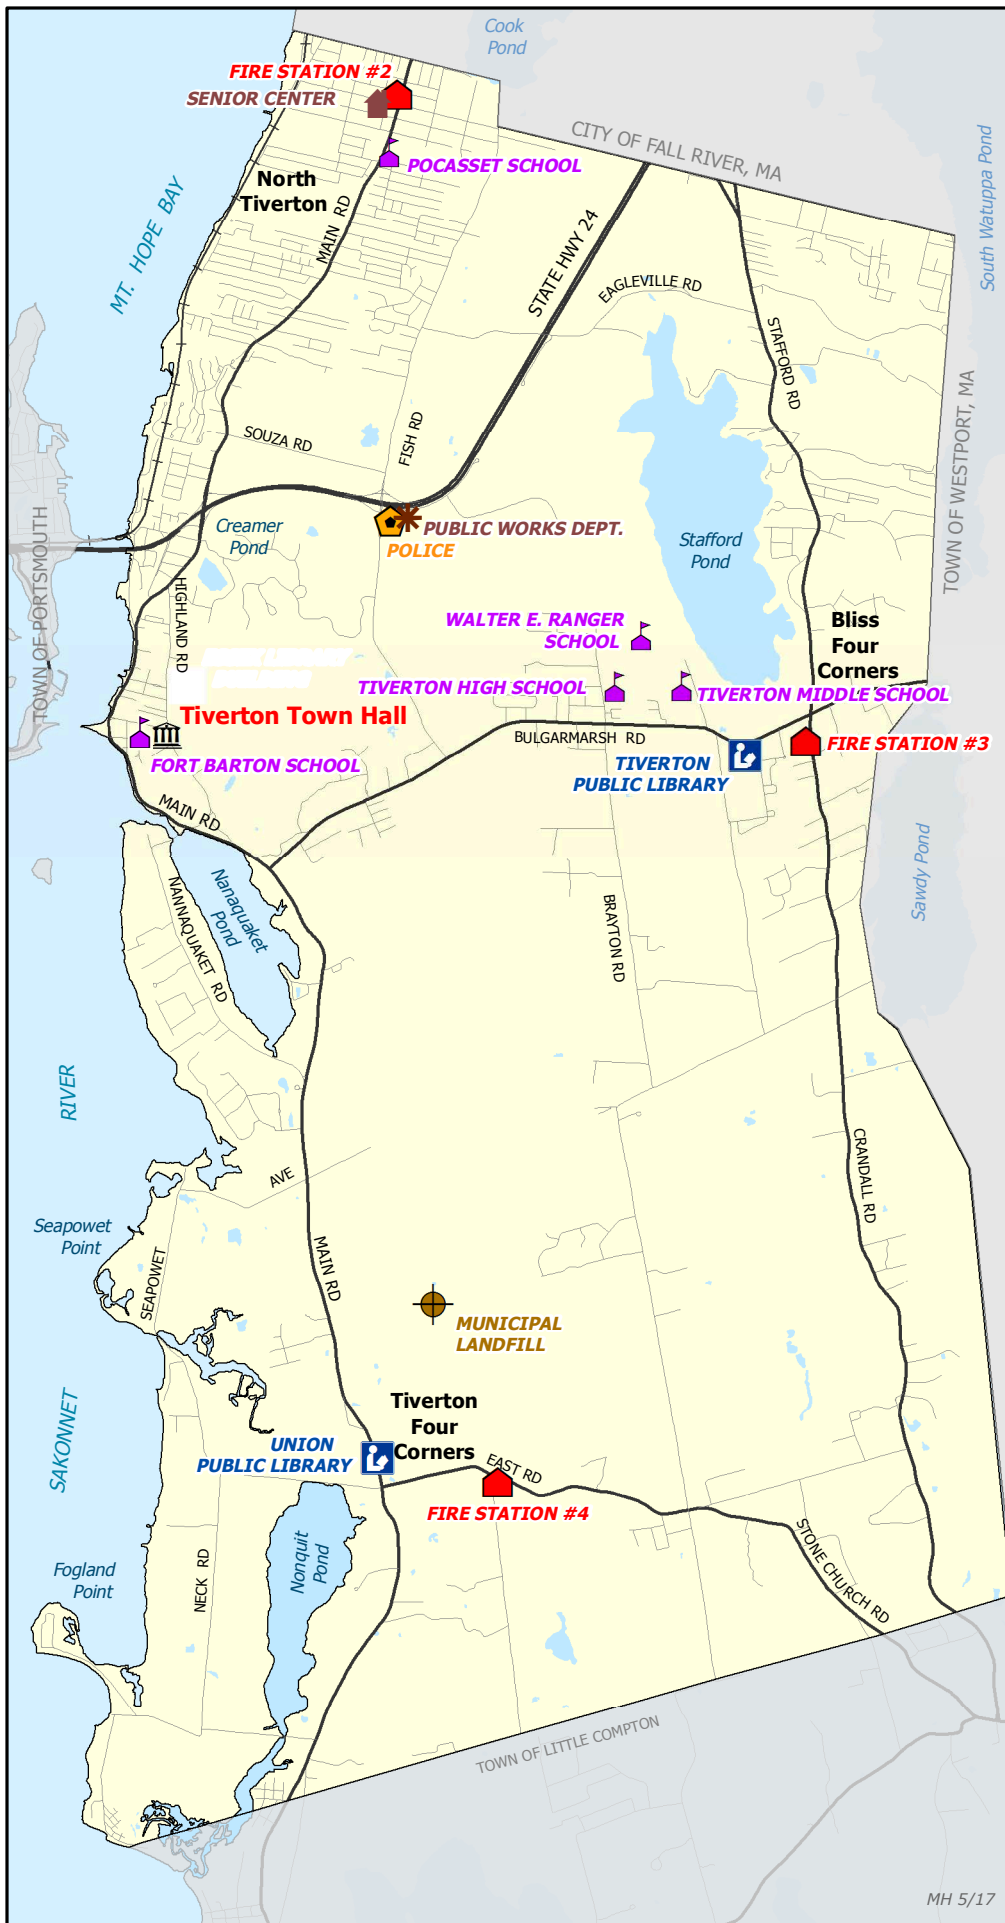 Cook
Pond
FIRE STATION #2
SENIOR CENTER
CITY OF FALL RIVER, MA
South Watuppa Pond
POCASSET SCHOOL
North
Tiverton
MAIN RD
MT. HOPE BAY
STATE HWY 24
EAGLEVILLE RD
STAFFORD RD
TOWN OF WESTPORT, MA
SOUZA RD
FISH RD
TOWN OF PORTSMOUTH
Creamer
Pond
PUBLIC WORKS DEPT.
POLICE
Stafford
Pond
HIGHLAND RD
WALTER E. RANGER
SCHOOL
Bliss
Four
Corners
TIVERTON HIGH SCHOOL
TIVERTON MIDDLE SCHOOL
Tiverton Town Hall
BULGARMARSH RD
FIRE STATION #3
FORT BARTON SCHOOL
TIVERTON
PUBLIC LIBRARY
MAIN RD
Nanaquaket
Pond
NANNAQUAKET RD
Sawdy Pond
BRAYTON RD
RIVER
CRANDALL RD
AVE
Seapowet
Point
SEAPOWET
MAIN RD
MUNICIPAL
LANDFILL
SAKONNET
Tiverton
Four
Corners
UNION
PUBLIC LIBRARY
EAST RD
FIRE STATION #4
STONE CHURCH RD
Fogland
Point
NECK RD
Nonquit
Pond
TOWN OF LITTLE COMPTON
MH 5/17